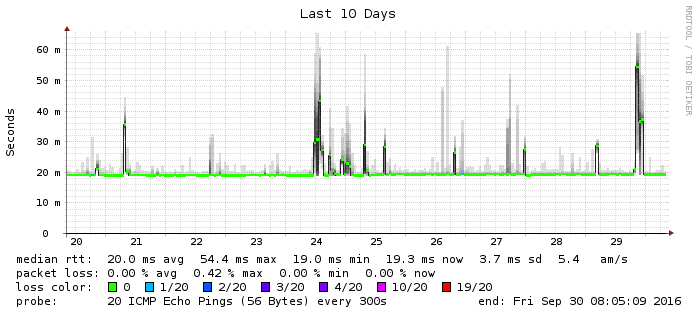 Last 10 Days
RRDTOOL / TOBI OETIKER
Seconds
60 m
50 m
40 m
30 m
20 m
10 m
0
20 21 22 23 24 25 26 27 28 29
median rtt: 20.0 ms avg 54.4 ms max 19.0 ms min 19.3 ms now 3.7 ms sd 5.4 am/s
packet loss: 0.00 % avg 0.42 % max 0.00 % min 0.00 % now
loss color: 0 1/20 2/20 3/20 4/20 10/20 19/20
probe: 20 ICMP Echo Pings (56 Bytes) every 300s end: Fri Sep 30 08:05:09 2016